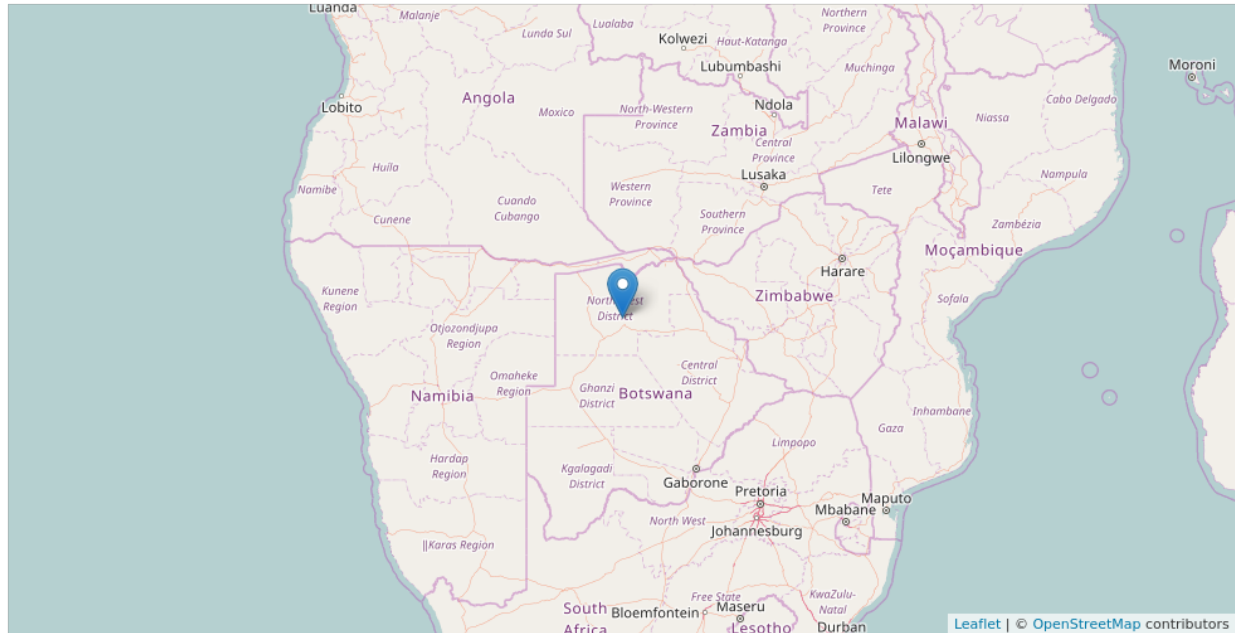 Luanda
Malanje
Lunda Sul
Lualaba
Kolwezi
Haut-Katanga
Northern
Province
Lubumbashi
Muchinga
Moroni
Lobito
Angola
Moxico
North-Western
Province
Ndola
Zambia
Central
Province
Malawi
Niassa
Cabo Delgado
Lilongwe
Huíla
Namibe
Western
Province
Lusaka
Tete
Nampula
Cunene
Cuando
Cubango
Southern
Province
Zambézia
Moçambique
Harare
Kunene
Region
North-West
District
Zimbabwe
Sofala
Otjozondjupa
Region
Omaheke
Region
Namibia
Ghanzi
District
Botswana
Central
District
Inhambane
Gaza
Limpopo
Hardap
Region
Kgalagadi
District
Gaborone
Pretoria
Maputo
Mbabane
North West
Johannesburg
ǁKaras Region
Free State
KwaZulu-
Natal
South
Africa
Bloemfontein
Maseru
Lesotho
Durban
Leaflet | © OpenStreetMap contributors